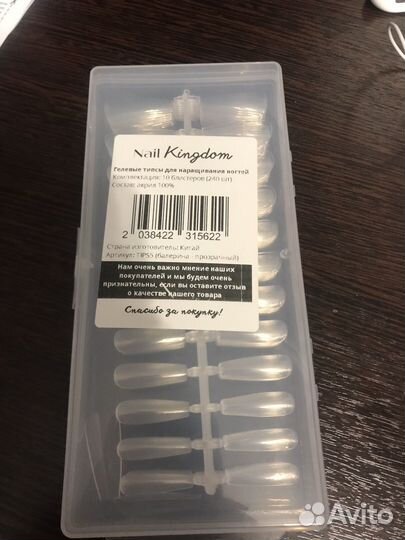 Nail Kingdom
Гелевые типсы для наращивания ногтей
Комплектация: 10 блистеров (240 шт)
Состав: акрил 100%
2 038422 315622
Страна изготовитель: Китай
Артикул: TIPS5 (балерина - прозрачный)
Нам очень важно мнение наших
покупателей и мы будем очень
признательны, если вы оставите отзыв
о качестве нашего товара
Спасибо за покупку!
Avito